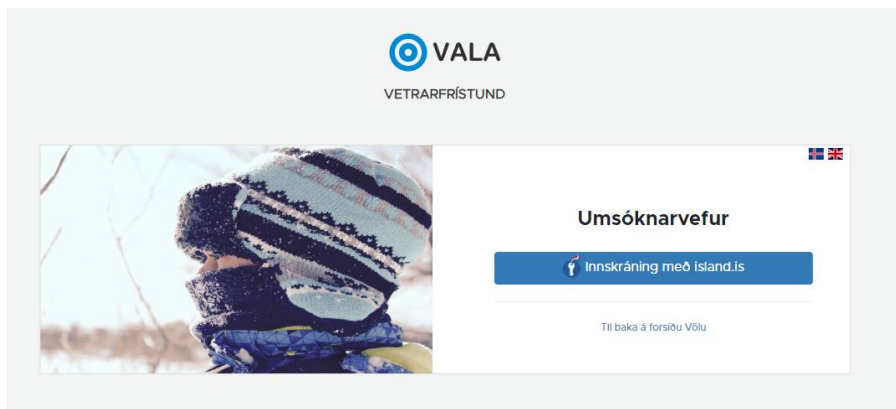 VALA
VETRARFRÍSTUND
Umsóknarvefur
Innskráning með island.is
Til baka á forsíðu Völu